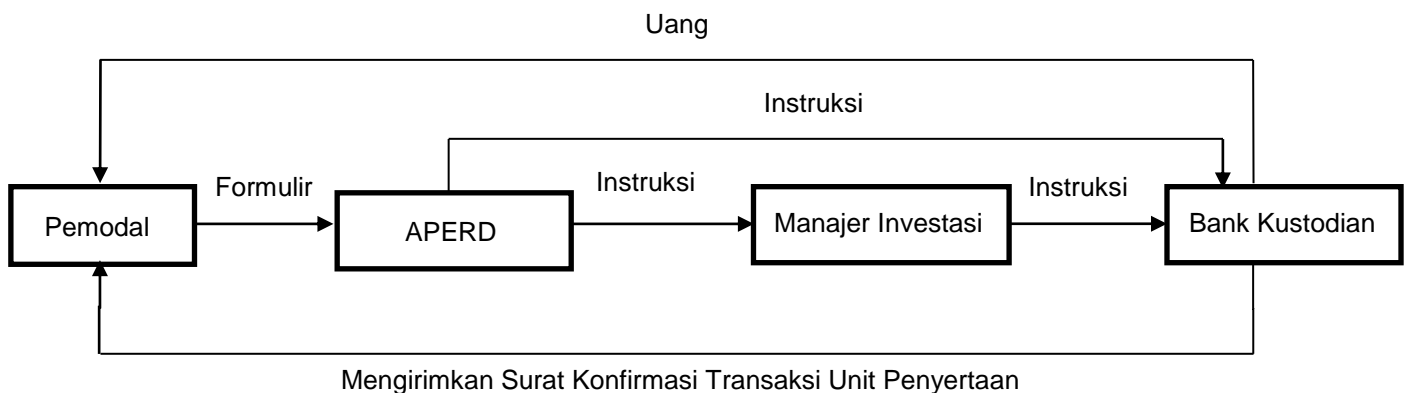 Uang
Instruksi
Formulir
Instruksi
Instruksi
Pemodal
APERD
Manajer Investasi
Bank Kustodian
Mengirimkan Surat Konfirmasi Transaksi Unit Penyertaan